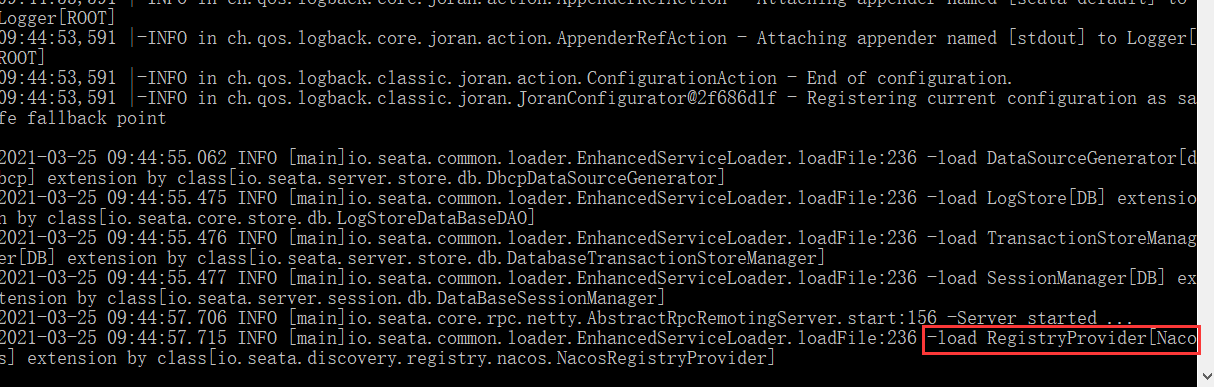 09:44:53,591 |-INFO in ch.qos.logback.core.joran.action.AppenderRefAction - Attaching appender named [seata-default] to
Logger[ROOT]
09:44:53,591 |-INFO in ch.qos.logback.core.joran.action.AppenderRefAction - Attaching appender named [stdout] to Logger[
ROOT]
09:44:53,591 |-INFO in ch.qos.logback.classic.joran.action.ConfigurationAction - End of configuration.
09:44:53,591 |-INFO in ch.qos.logback.classic.joran.JoranConfigurator@2f686d1f - Registering current configuration as sa
fe fallback point
2021-03-25 09:44:55.062 INFO [main]io.seata.common.loader.EnhancedServiceLoader.loadFile:236 -load DataSourceGenerator[d
bcp] extension by class[io.seata.server.store.db.DbcpDataSourceGenerator]
2021-03-25 09:44:55.475 INFO [main]io.seata.common.loader.EnhancedServiceLoader.loadFile:236 -load LogStore[DB] extensio
n by class[io.seata.core.store.db.LogStoreDataBaseDAO]
2021-03-25 09:44:55.476 INFO [main]io.seata.common.loader.EnhancedServiceLoader.loadFile:236 -load TransactionStoreManag
er[DB] extension by class[io.seata.server.store.db.DatabaseTransactionStoreManager]
2021-03-25 09:44:55.477 INFO [main]io.seata.common.loader.EnhancedServiceLoader.loadFile:236 -load SessionManager[DB] ex
tension by class[io.seata.server.session.db.DataBaseSessionManager]
2021-03-25 09:44:57.706 INFO [main]io.seata.core.rpc.netty.AbstractRpcRemotingServer.start:156 -Server started ...
2021-03-25 09:44:57.715 INFO [main]io.seata.common.loader.EnhancedServiceLoader.loadFile:236 -load RegistryProvider[Naco
s] extension by class[io.seata.discovery.registry.nacos.NacosRegistryProvider]